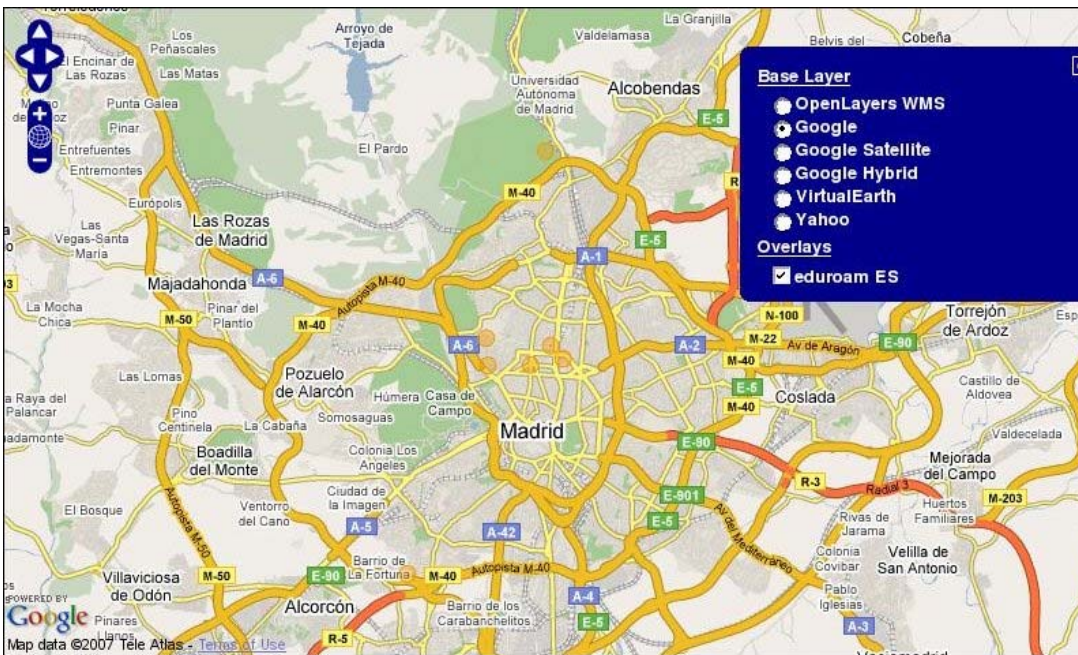 Torrelodones
Arroyo de
Tejada
La Granjilla
Valdelamasa
Belvis del
Cobeña
Los
Peñascales
El Encinar de
Las Rozas
Las Matas
Universidad
Autónoma
de Madrid
Alcobendas
E-5
Punta Galea
Pinar
Entrefuentes
Entremontes
El Pardo
Európolis
M-40
Las
Vegas-Santa
María
Las Rozas
de Madrid
E-5
A-1
Majadahonda
A-6
Autopista M-40
La Mocha
Chica
Pinar del
Plantío
M-50
M-40
A-6
A-2
N-100
M-22
Av de Aragón
E-90
Torrejón
de Ardoz
M-40
Las Lomas
Pozuelo
de Alarcón
Húmera
Casa de
Campo
E-5
Coslada
Castillo de
Aldovea
a Raya del
Palancar
Somosaguas
M-40
Pino
Centinela
La Cabaña
Madrid
E-90
Valdecelada
Boadilla
del Monte
Colonia Los
Angeles
Mejorada
del Campo
Ciudad de
la Imagen
R-3
Radial 3
M-203
El Bosque
Ventorro
del Cano
E-901
Huertos
Familiares
Autopista M-50
A-5
A-42
E-5
Av del Mediterráneo
Rivas de
Jarama
Colonia
Covibar
Velilla de
San Antonio
Villaviciosa
de Odón
M-50
E-90
Barrio de
La Fortuna
M-40
Autopista M-40
Pablo
Iglesias
Alcorcón
A-4
Barrio de los
Carabanchelitos
E-5
A-3
R-5
Pinares
Llanos
POWERED BY
Google
Map data ©2007 Tele Atlas - Terms of Use
Base Layer
OpenLayers WMS
Google
Google Satellite
Google Hybrid
VirtualEarth
Yahoo
Overlays
eduroam ES